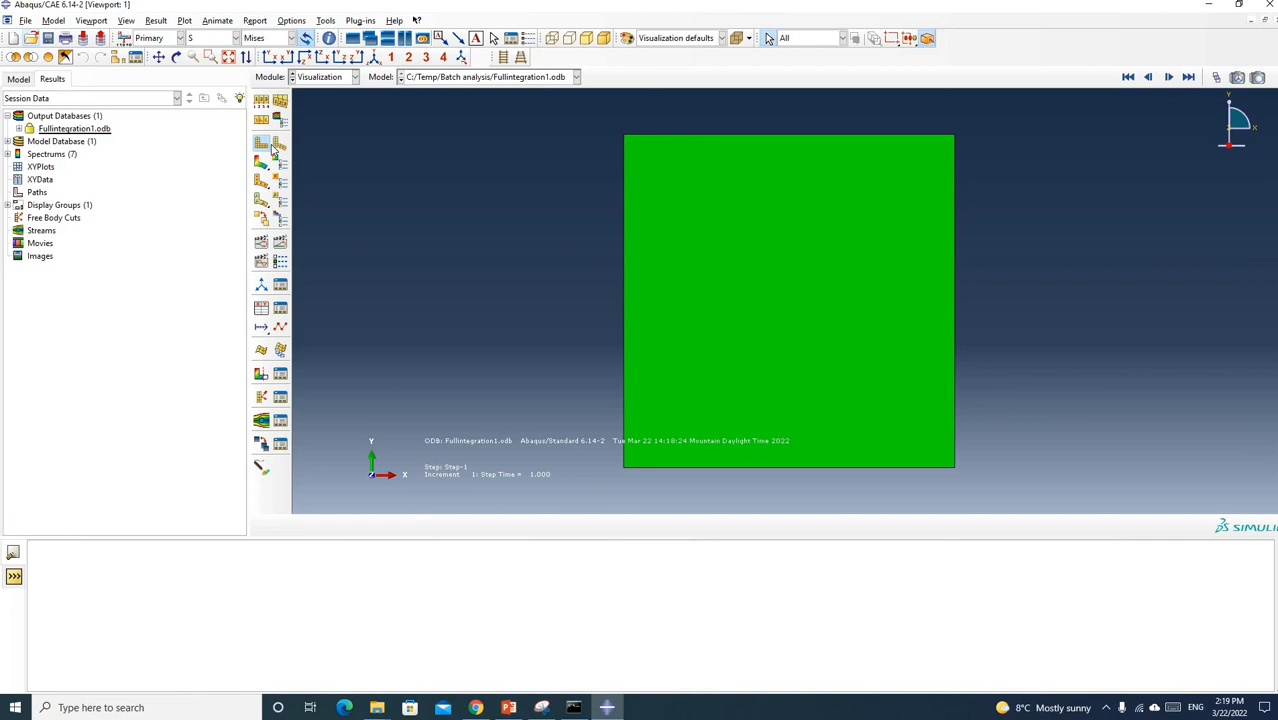 Abaqus/CAE 6.14-2 [Viewport: 1]
File Model Viewport View Result Plot Animate Report Options Tools Plug-ins Help
Primary S Mises Visualization defaults All
1 2 3 4
Model Results Module: Visualization Model: C:/Temp/Batch analysis/Fullintegration1.odb
Session Data
Output Databases (1)
Fullintegration1.odb
Model Database (1)
Spectrums (7)
XYPlots
XYData
Paths
Display Groups (1)
Free Body Cuts
Streams
Movies
Images
Y
X
Y
X
ODB: Fullintegration1.odb Abaqus/Standard 6.14-2 Tue Mar 22 14:18:24 Mountain Daylight Time 2022
Step: Step-1
Increment 1: Step Time = 1.000
Type here to search
8°C Mostly sunny
ENG
2:19 PM
3/22/2022